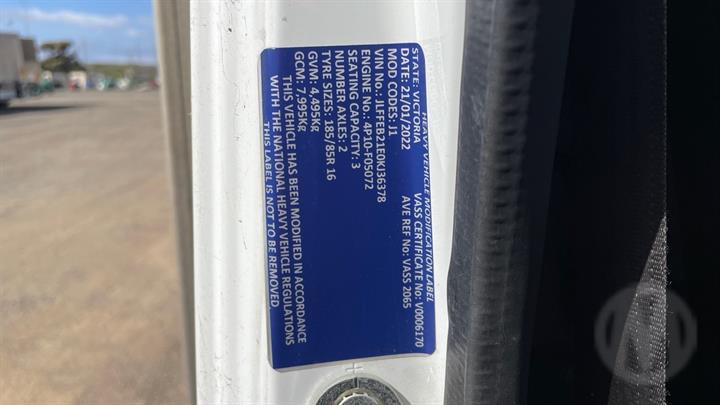 HEAVY VEHICLE MODIFICATION LABEL
STATE: VICTORIA VASS CERTIFICATE No: V0006170
DATE: 21/01/2022 AVE REF No: VASS 2065
MOD CODES: J1
VIN No.: JLFFEB21E0KJ36378
ENGINE No.: 4P10-F05072
SEATING CAPACITY: 3
NUMBER AXLES: 2
TYRE SIZES: 185/85R 16
GVM: 4,495Kg
GCM: 7,995Kg
THIS VEHICLE HAS BEEN MODIFIED IN ACCORDANCE
WITH THE NATIONAL HEAVY VEHICLE REGULATIONS
THIS LABEL IS NOT TO BE REMOVED.